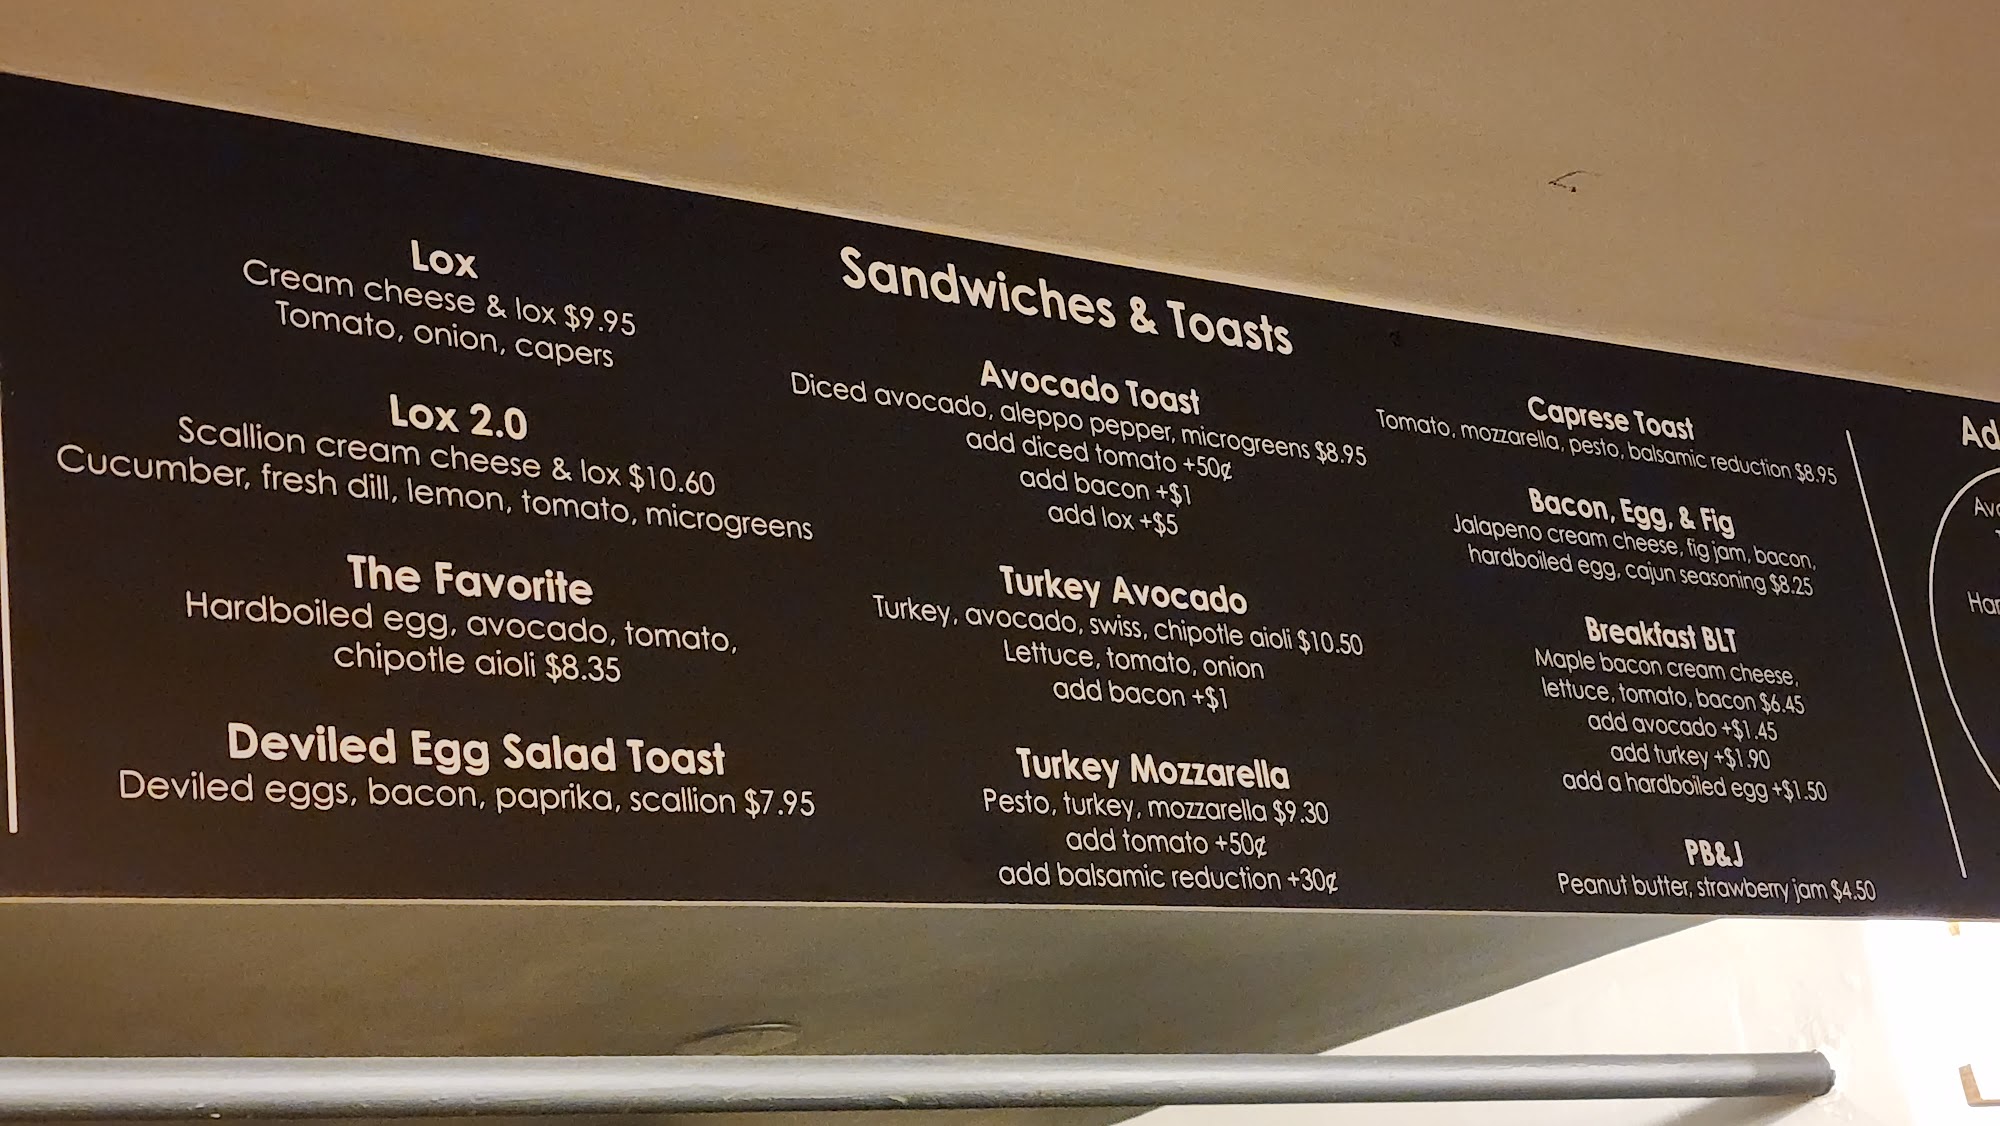 Sandwiches & Toasts
Lox
Cream cheese & lox $9.95
Tomato, onion, capers
Lox 2.0
Scallion cream cheese & lox $10.60
Cucumber, fresh dill, lemon, tomato, microgreens
The Favorite
Hardboiled egg, avocado, tomato,
chipotle aioli $8.35
Deviled Egg Salad Toast
Deviled eggs, bacon, paprika, scallion $7.95
Avocado Toast
Diced avocado, aleppo pepper, microgreens $8.95
add diced tomato +50¢
add bacon +$1
add lox +$5
Turkey Avocado
Turkey, avocado, swiss, chipotle aioli $10.50
Lettuce, tomato, onion
add bacon +$1
Turkey Mozzarella
Pesto, turkey, mozzarella $9.30
add tomato +50¢
add balsamic reduction +30¢
Caprese Toast
Tomato, mozzarella, pesto, balsamic reduction $8.95
Bacon, Egg, & Fig
Jalapeno cream cheese, fig jam, bacon,
hardboiled egg, cajun seasoning $8.25
Breakfast BLT
Maple bacon cream cheese,
lettuce, tomato, bacon $6.45
add avocado +$1.45
add turkey +$1.90
add a hardboiled egg +$1.50
PB&J
Peanut butter, strawberry jam $4.50